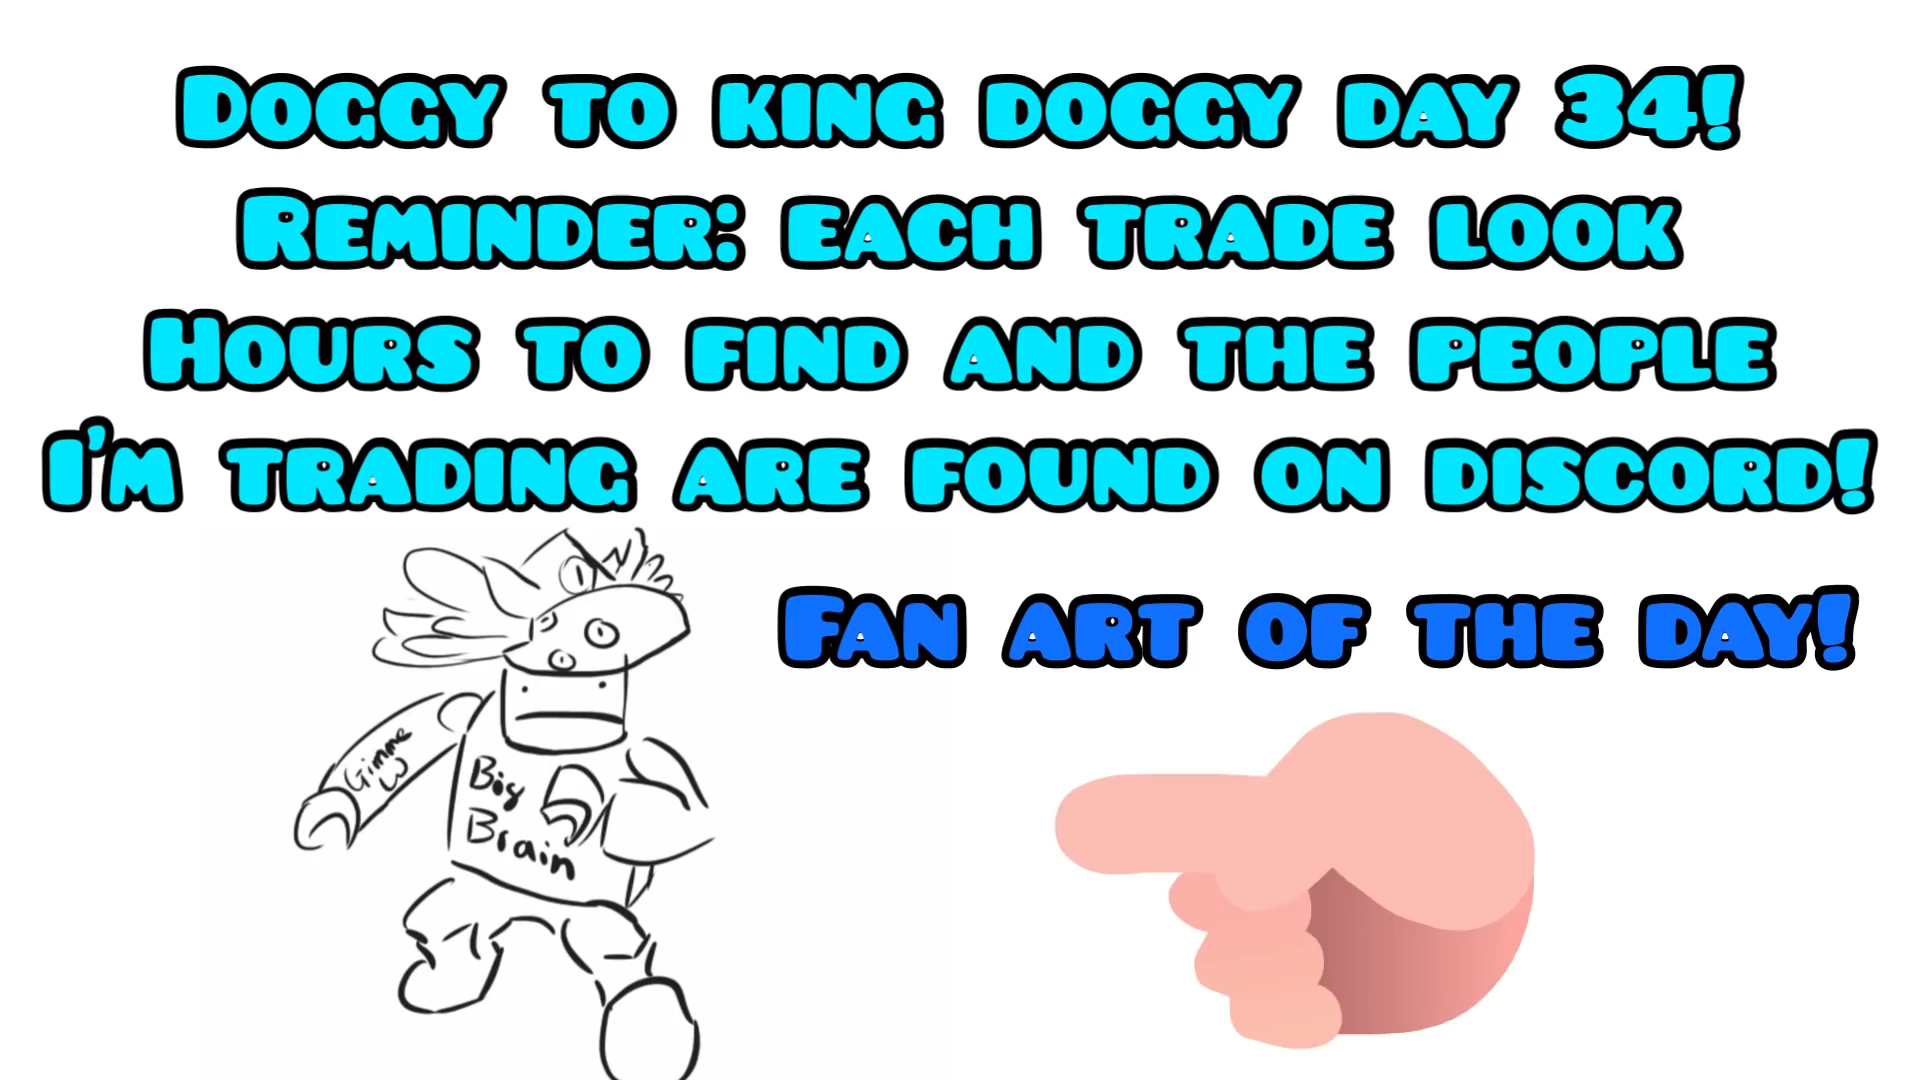 Doggy to king doggy day 34!
Reminder: each trade look
Hours to find and the people
I'm trading are found on discord!
Fan art of the day!
Gimme
W
Big
Brain